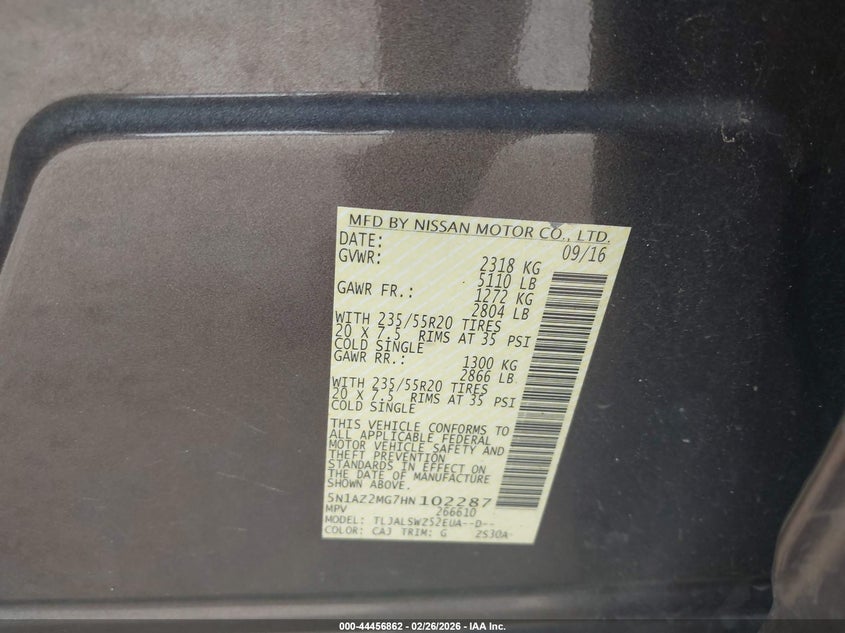 MFD BY NISSAN MOTOR CO., LTD.
DATE: 09/16
GVWR: 2318 KG
5110 LB
GAWR FR.: 1272 KG
2804 LB
WITH 235/55R20 TIRES
20 X 7.5 RIMS AT 35 PSI
COLD SINGLE
GAWR RR.: 1300 KG
2866 LB
WITH 235/55R20 TIRES
20 X 7.5 RIMS AT 35 PSI
COLD SINGLE
THIS VEHICLE CONFORMS TO
ALL APPLICABLE FEDERAL
MOTOR VEHICLE SAFETY AND
THEFT PREVENTION
STANDARDS IN EFFECT ON
THE DATE OF MANUFACTURE
SHOWN ABOVE.
5N1AZ2MG7HN102287
MPV 266610
MODEL: TLJALSWZ52EUA--D--
COLOR: CAJ TRIM: G ZS30A
000-44456862 - 02/26/2026 - IAA Inc.